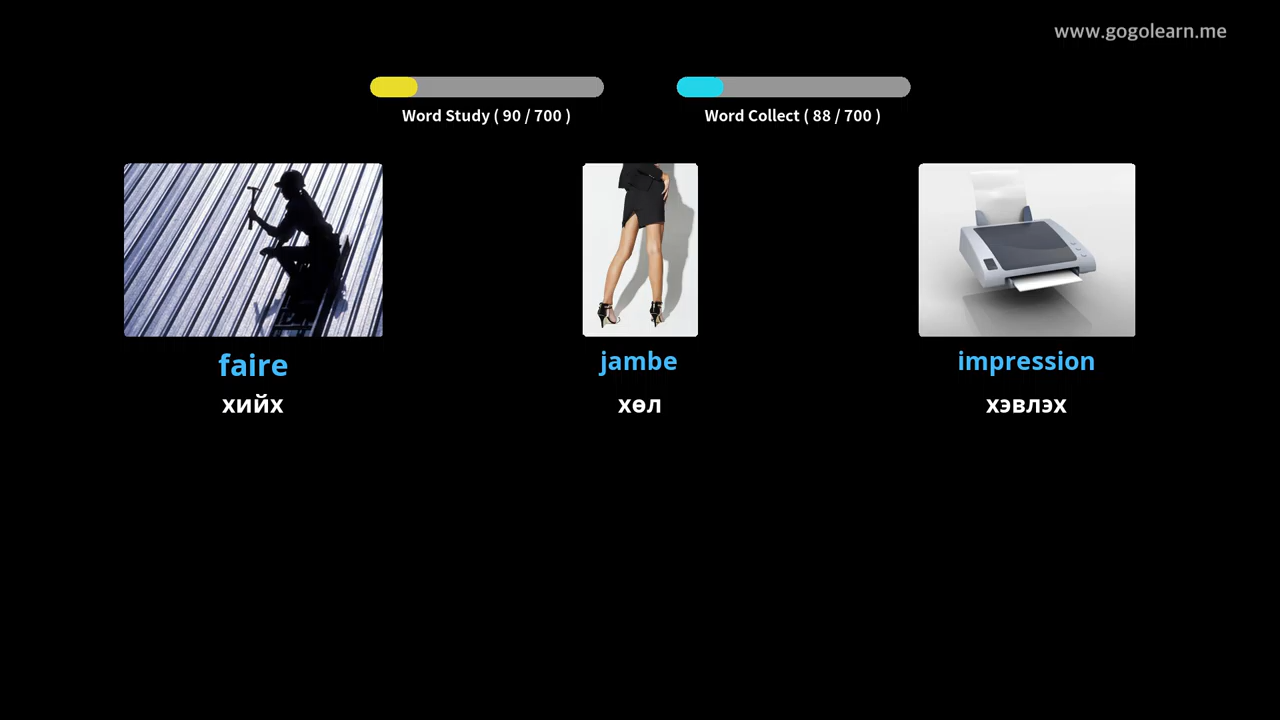 www.gogolearn.me
Word Study ( 90 / 700 )
Word Collect ( 88 / 700 )
faire
jambe
impression
хийх
хөл
хэвлэх